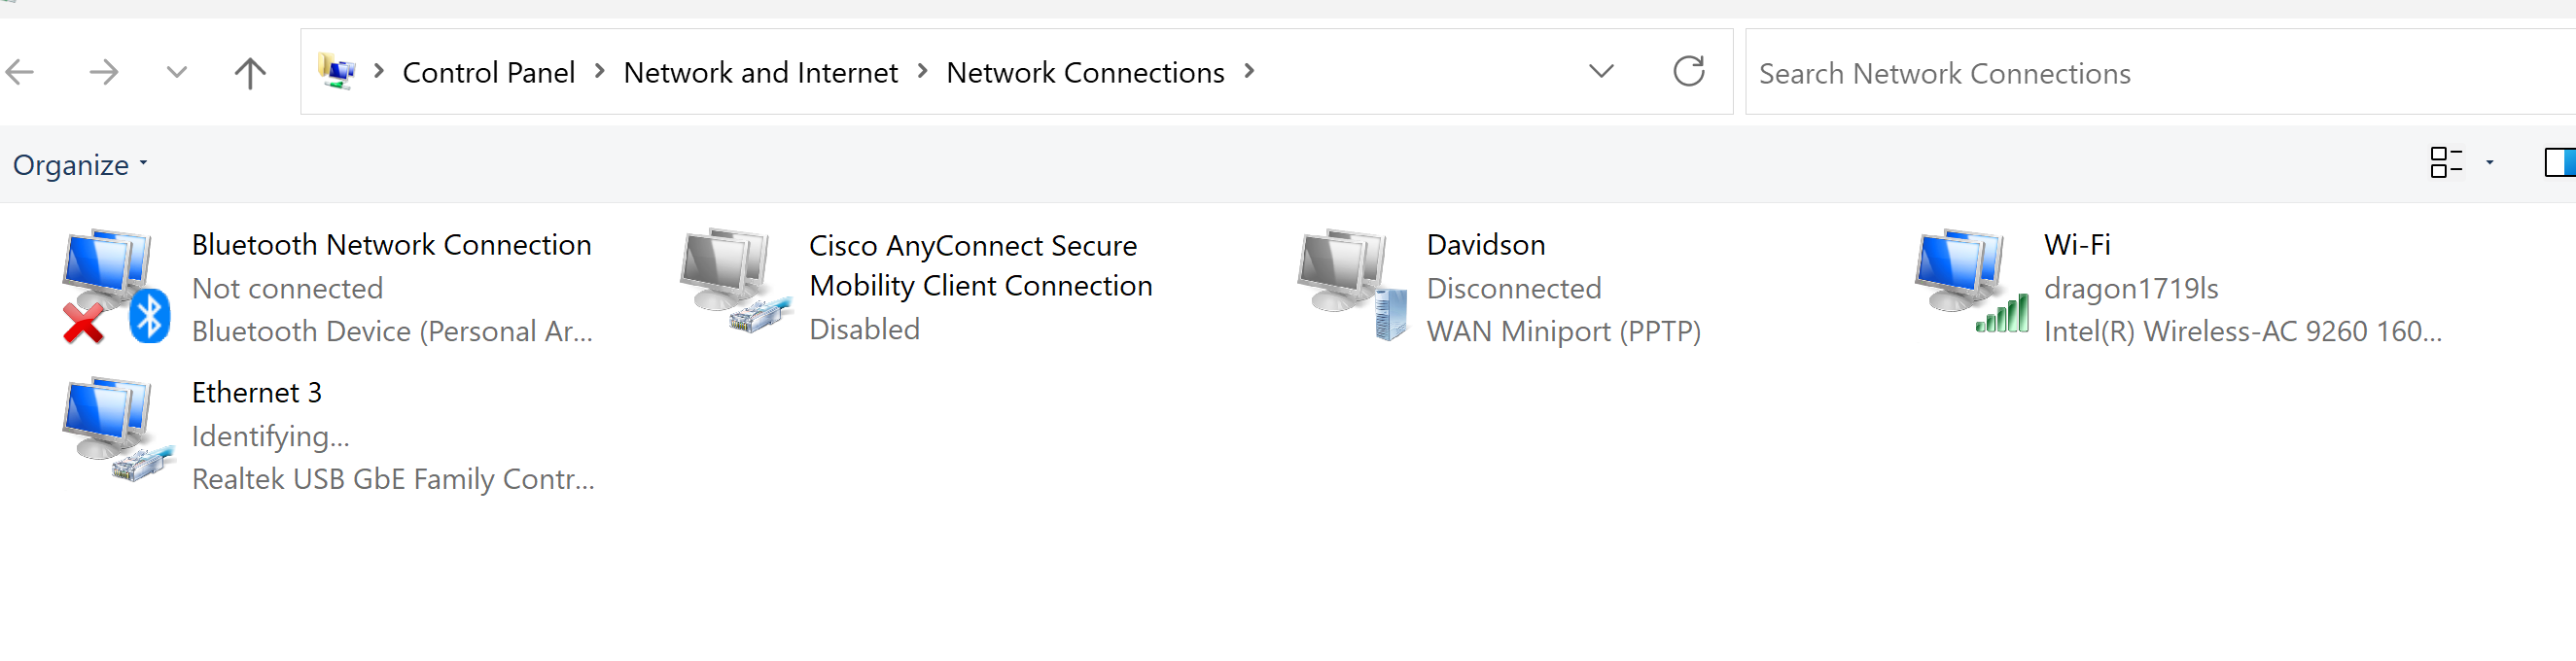 Control Panel > Network and Internet > Network Connections >
Search Network Connections
Organize
Bluetooth Network Connection
Not connected
Bluetooth Device (Personal Ar...
Cisco AnyConnect Secure
Mobility Client Connection
Disabled
Davidson
Disconnected
WAN Miniport (PPTP)
Wi-Fi
dragon1719ls
Intel(R) Wireless-AC 9260 160...
Ethernet 3
Identifying...
Realtek USB GbE Family Contr...